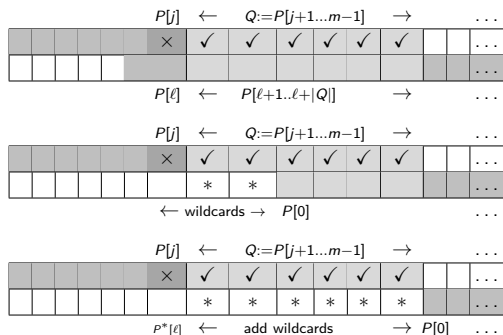 P[j] ← Q:=P[j+1...m−1] → ...
× ✓ ✓ ✓ ✓ ✓ ✓ ...
...
P[ℓ] ← P[ℓ+1..ℓ+|Q|] → ...
P[j] ← Q:=P[j+1...m−1] → ...
× ✓ ✓ ✓ ✓ ✓ ✓ ...
* * ...
← wildcards → P[0] ...
P[j] ← Q:=P[j+1...m−1] → ...
× ✓ ✓ ✓ ✓ ✓ ✓ ...
* * * * * * ...
P*[ℓ] ← add wildcards → P[0] ...